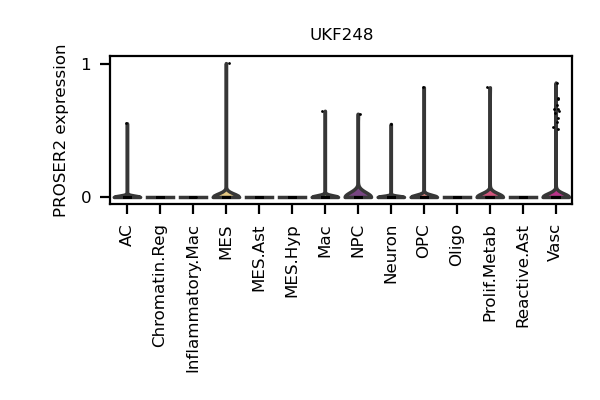 UKF248
PROSER2 expression
1
0
AC
Chromatin.Reg
Inflammatory.Mac
MES
MES.Ast
MES.Hyp
Mac
NPC
Neuron
OPC
Oligo
Prolif.Metab
Reactive.Ast
Vasc